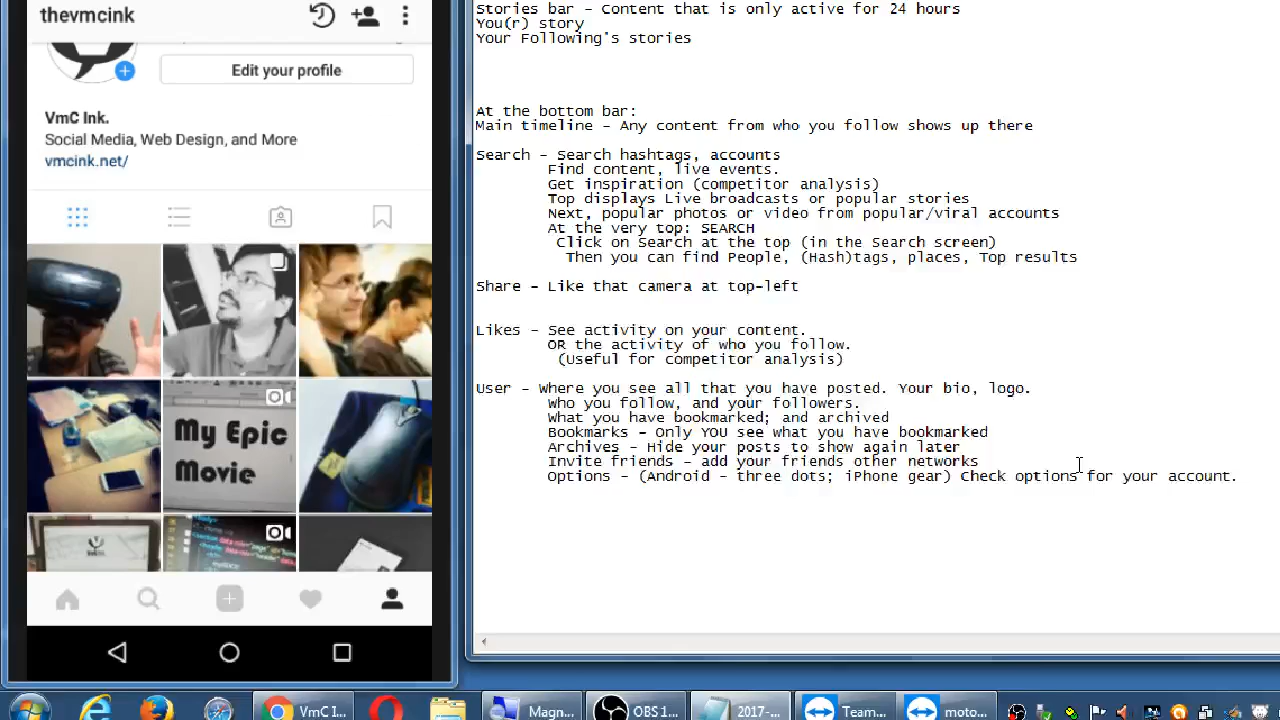 thevmcink
Edit your profile
VmC Ink.
Social Media, Web Design, and More
vmcink.net/
My Epic
Movie
Stories bar - Content that is only active for 24 hours
You(r) story
Your Following's stories
At the bottom bar:
Main timeline - Any content from who you follow shows up there
Search - Search hashtags, accounts
Find content, live events.
Get inspiration (competitor analysis)
Top displays Live broadcasts or popular stories
Next, popular photos or video from popular/viral accounts
At the very top: SEARCH
Click on Search at the top (in the Search screen)
Then you can find People, (Hash)tags, places, Top results
Share - Like that camera at top-left
Likes - See activity on your content.
OR the activity of who you follow.
(Useful for competitor analysis)
User - Where you see all that you have posted. Your bio, logo.
Who you follow, and your followers.
What you have bookmarked; and archived
Bookmarks - Only YOU see what you have bookmarked
Archives - Hide your posts to show again later
Invite friends - add your friends other networks
Options - (Android - three dots; iPhone gear) Check options for your account.
VmC I...
Magn...
OBS 1...
2017-...
Team...
moto...